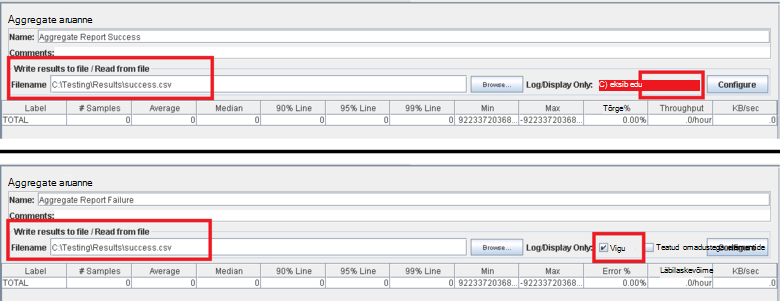 Aggregate aruanne
Name: Aggregate Report Success
Comments:
Write results to file / Read from file
Filename C:\Testing\Results\success.csv Browse... Log/Display Only: C) eksib edu Configure
Label # Samples Average Median 90% Line 95% Line 99% Line Min Max Tõrge% Throughput KB/sec
TOTAL 0 0 0 0 0 0 92233720368... -92233720368... 0.00% .0/hour .0
Aggregate aruanne
Name: Aggregate Report Failure
Comments:
Write results to file / Read from file
Filename C:\Testing\Results\success.csv Browse... Log/Display Only: Vigu Teatud omadustega
Label # Samples Average Median 90% Line 95% Line 99% Line Min Max Error % Läbilaskevõime KB/sec
TOTAL 0 0 0 0 0 0 92233720368... -92233720368... 0.00% .0/hour .0